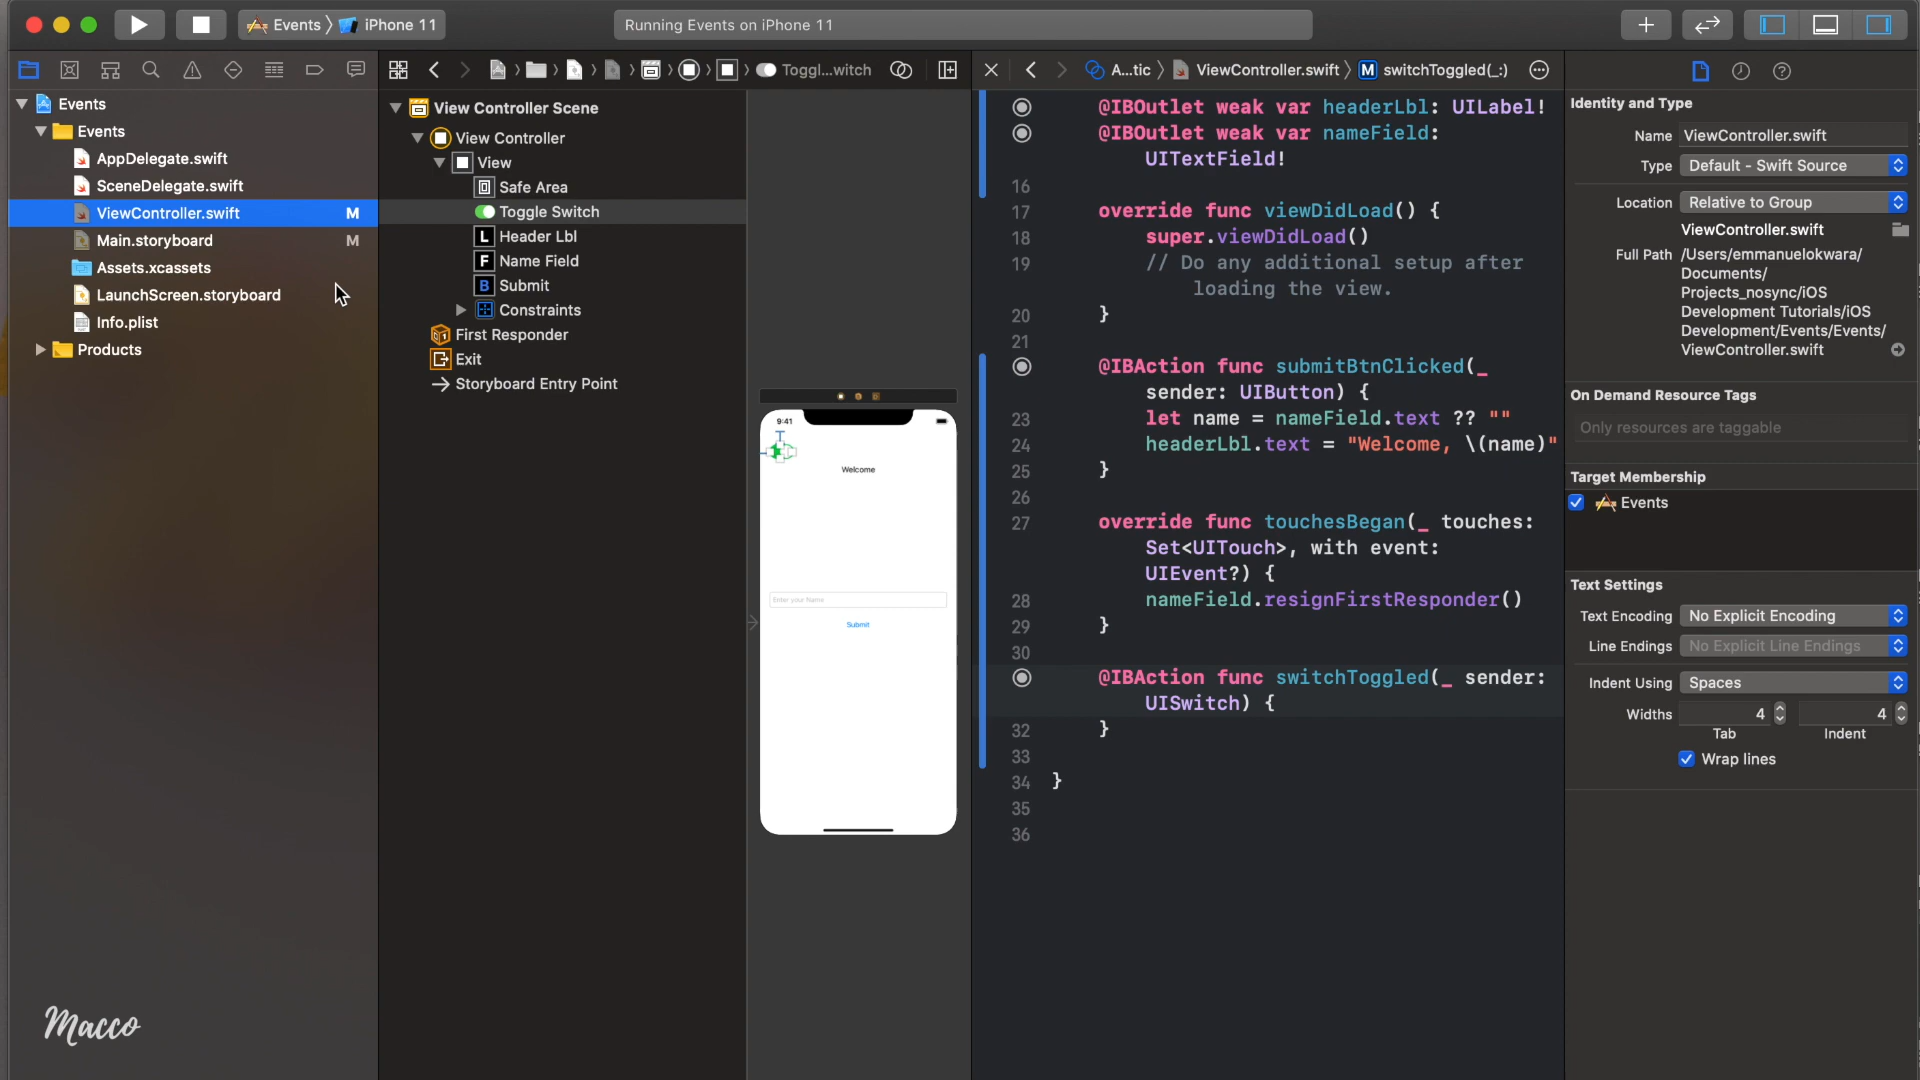 Events 〉 iPhone 11
Running Events on iPhone 11
Toggl...witch
A...tic 〉 ViewController.swift 〉 M switchToggled(_:)
Events
Events
AppDelegate.swift
SceneDelegate.swift
ViewController.swift M
Main.storyboard M
Assets.xcassets
LaunchScreen.storyboard
Info.plist
Products
Macco
View Controller Scene
View Controller
View
Safe Area
Toggle Switch
L Header Lbl
F Name Field
B Submit
Constraints
First Responder
Exit
Storyboard Entry Point
9:41
Welcome
Enter your Name
Submit
@IBOutlet weak var headerLbl: UILabel!
@IBOutlet weak var nameField:
UITextField!
16
17 override func viewDidLoad() {
18 super.viewDidLoad()
19 // Do any additional setup after
loading the view.
20 }
21
@IBAction func submitBtnClicked(_
sender: UIButton) {
23 let name = nameField.text ?? ""
24 headerLbl.text = "Welcome, \(name)"
25 }
26
27 override func touchesBegan(_ touches:
Set<UITouch>, with event:
UIEvent?) {
28 nameField.resignFirstResponder()
29 }
30
@IBAction func switchToggled(_ sender:
UISwitch) {
32 }
33
34 }
35
36
Identity and Type
Name ViewController.swift
Type Default - Swift Source
Location Relative to Group
ViewController.swift
Full Path /Users/emmanuelokwara/
Documents/
Projects_nosync/iOS
Development Tutorials/iOS
Development/Events/Events/
ViewController.swift
On Demand Resource Tags
Only resources are taggable
Target Membership
Events
Text Settings
Text Encoding No Explicit Encoding
Line Endings No Explicit Line Endings
Indent Using Spaces
Widths 4 4
Tab Indent
Wrap lines